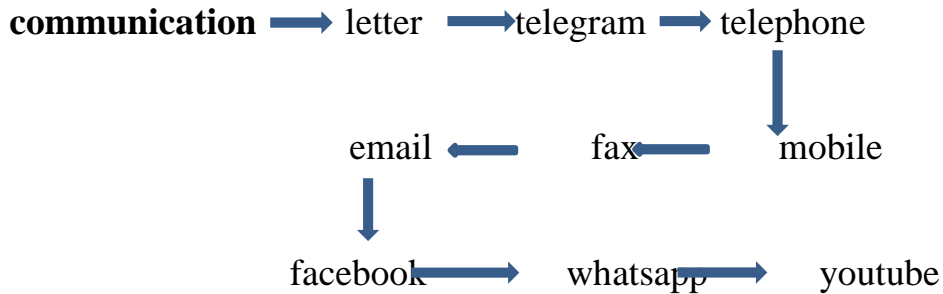 communication letter telegram telephone
email fax mobile
facebook whatsapp youtube